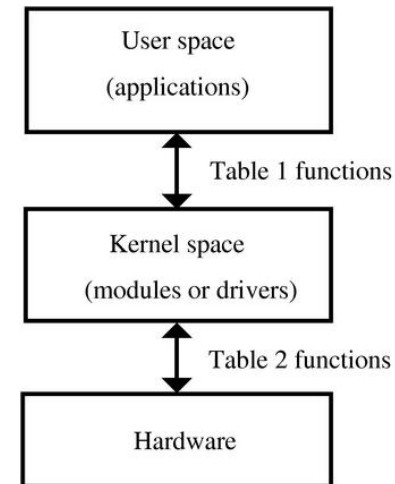 User space
(applications)
Table 1 functions
Kernel space
(modules or drivers)
Table 2 functions
Hardware